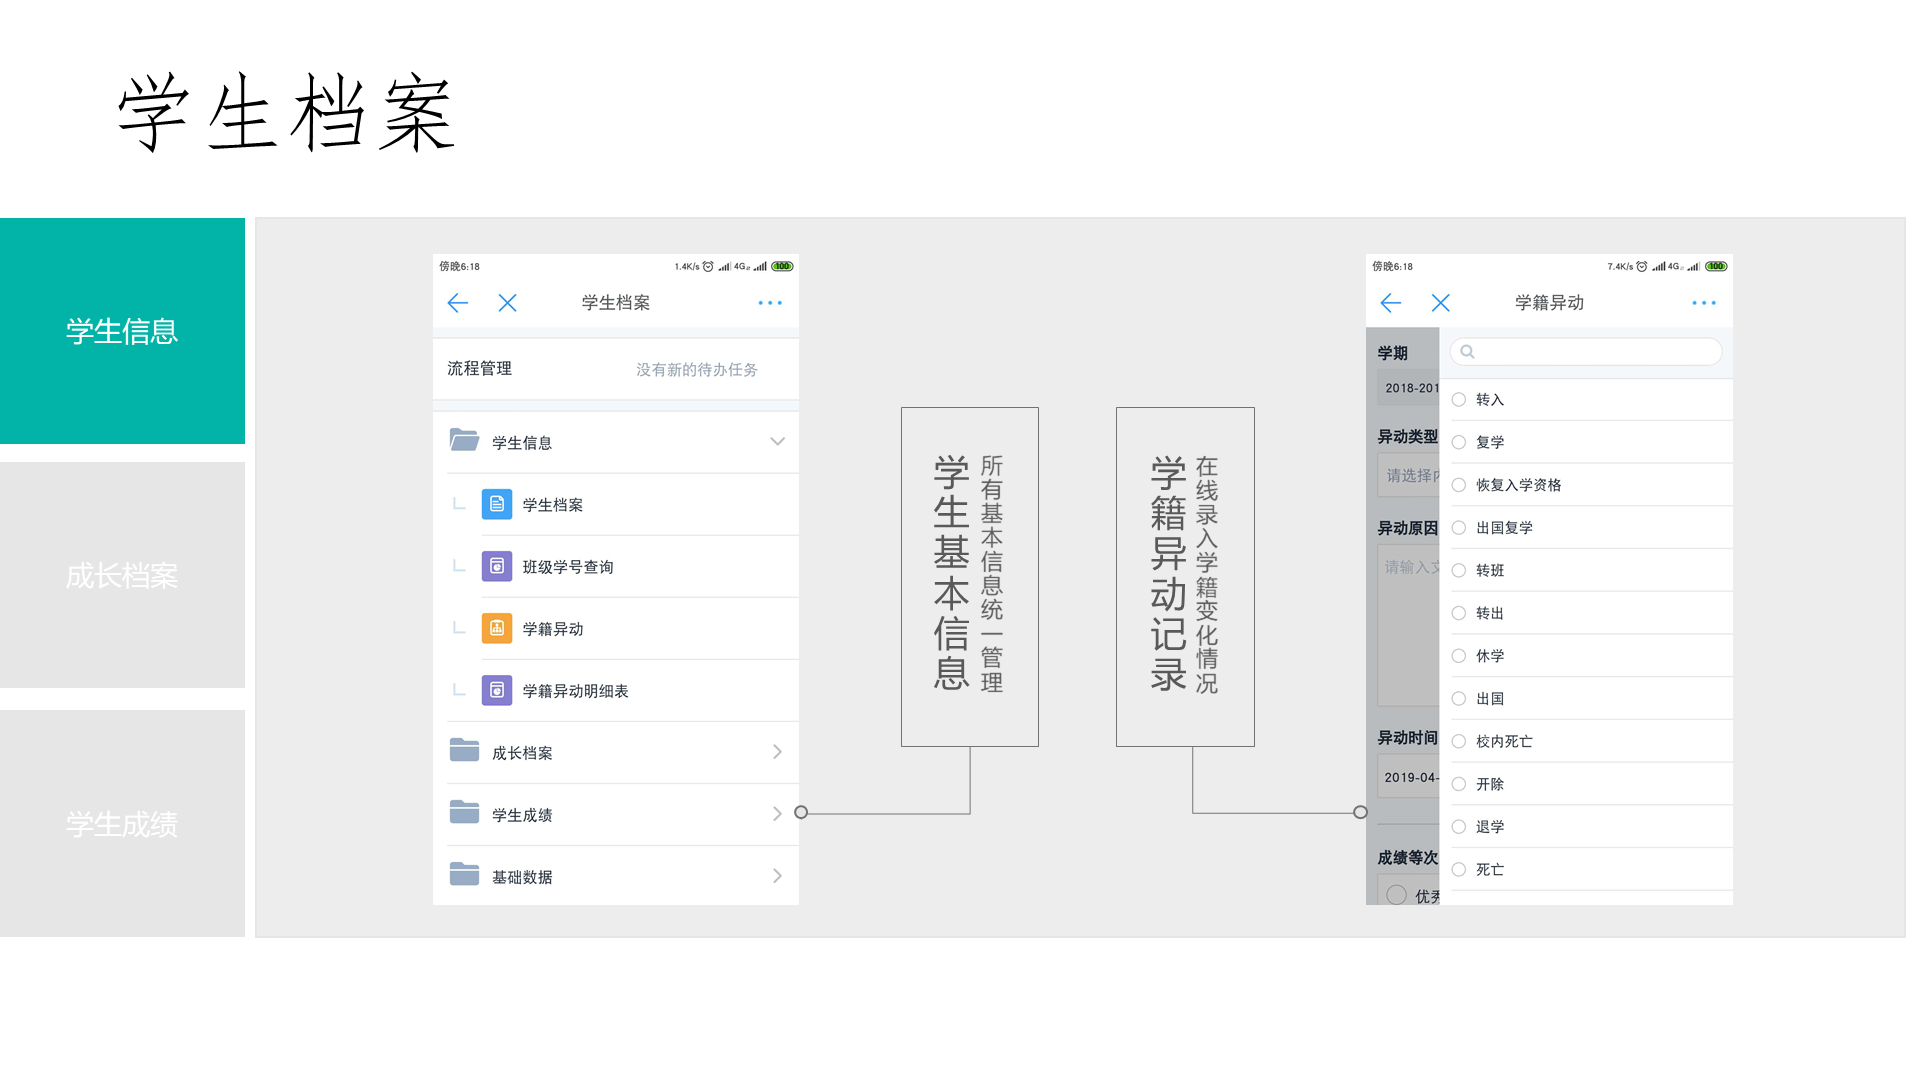 学生档案
学生信息
成长档案
学生成绩
傍晚6:18
1.4K/s 4G 100
学生档案
流程管理
没有新的待办任务
学生信息
学生档案
班级学号查询
学籍异动
学籍异动明细表
成长档案
学生成绩
基础数据
学生基本信息
所有基本信息统一管理
学籍异动记录
在线录入学籍变化情况
傍晚6:18
7.4K/s 4G 100
学籍异动
学期
2018-201
异动类型
请选择
异动原因
请输入文
异动时间
2019-04-
成绩等次
优秀
转入
复学
恢复入学资格
出国复学
转班
转出
休学
出国
校内死亡
开除
退学
死亡